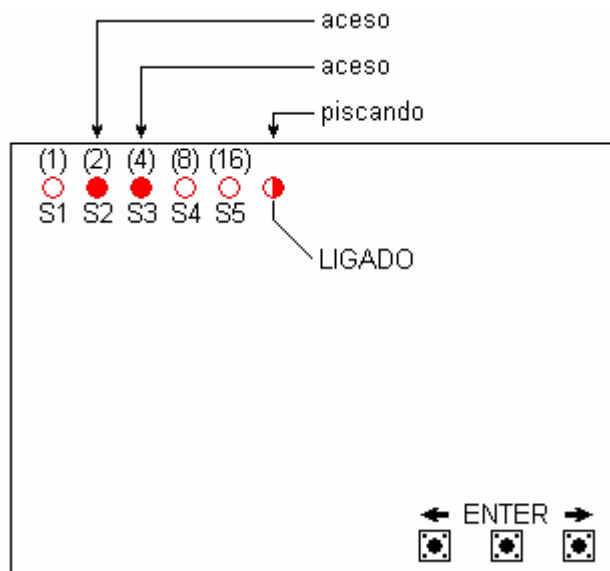 aceso
aceso
piscando
(1) (2) (4) (8) (16)
S1 S2 S3 S4 S5
LIGADO
ENTER